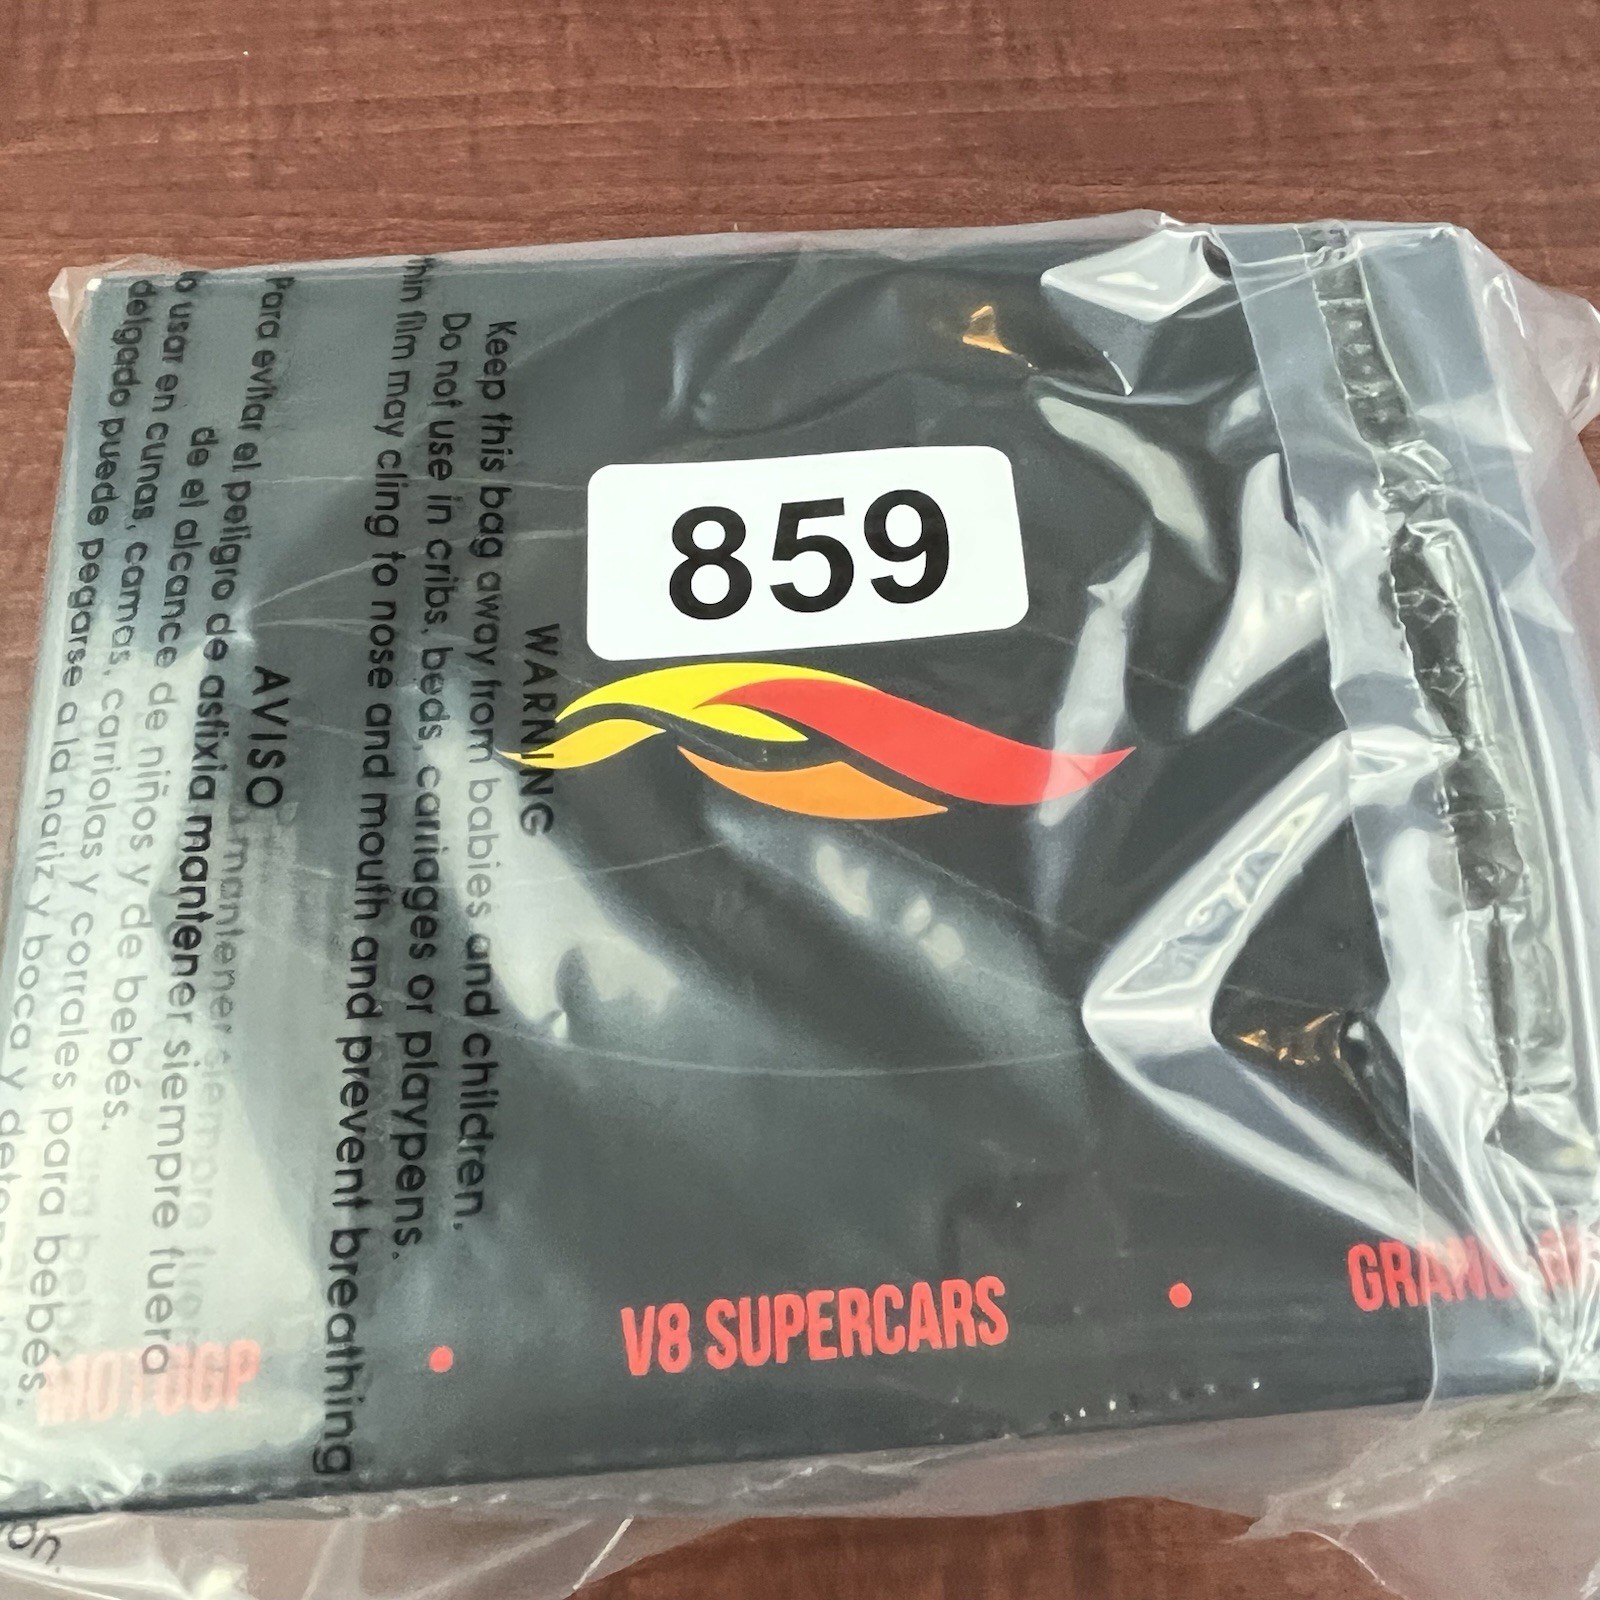 859
WARNING
Keep this bag away from babies and children.
Do not use in cribs, beds, carriages or playpens.
thin film may cling to nose and mouth and prevent breathing
AVISO
Para evitar el peligro de asfixia mantener siempre fuera
de el alcance de niños y de bebés.
usar en cunas, camas, carriolas y corrales para bebés.
delgado puede pegarse a la nariz y boca y
MOTOGP • V8 SUPERCARS • GRAND